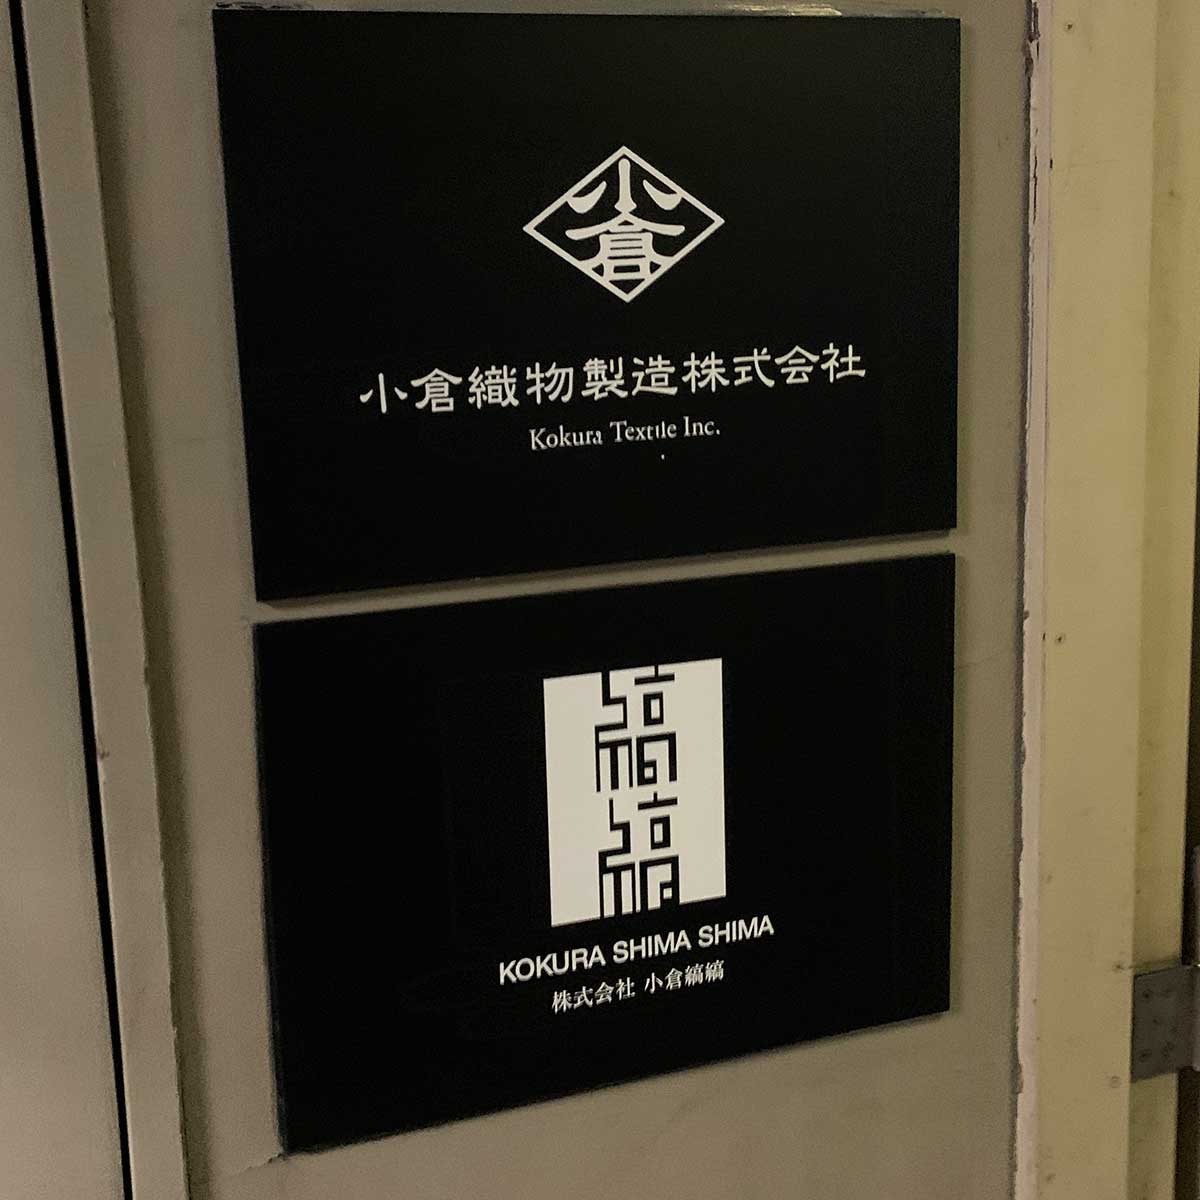 小倉
小倉織物製造株式会社
Kokura Textile Inc.
縞縞
KOKURA SHIMA SHIMA
株式会社 小倉縞縞